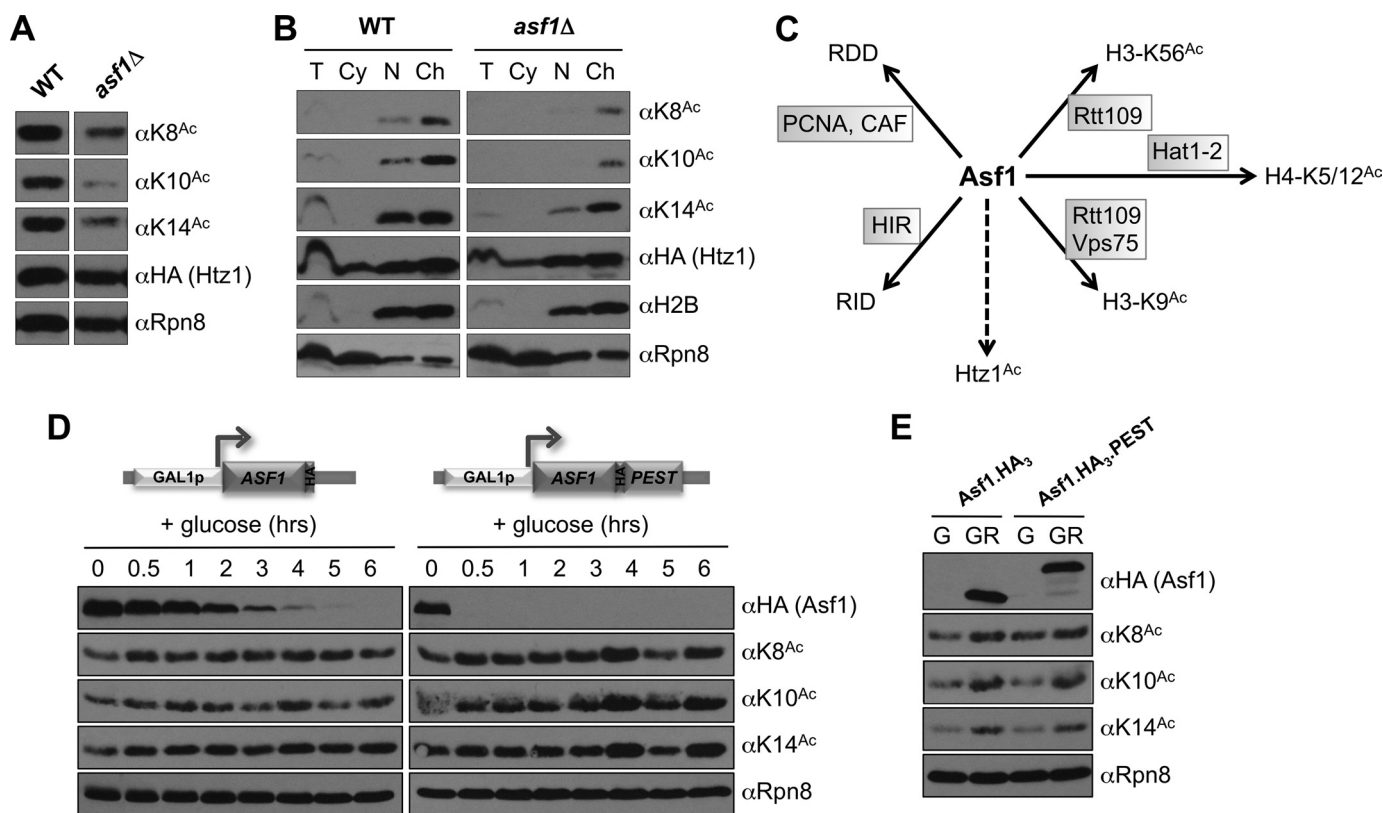 A
WT
asf1Δ
αK8Ac
αK10Ac
αK14Ac
αHA (Htz1)
αRpn8
B
WT
asf1Δ
T Cy N Ch
T Cy N Ch
αK8Ac
αK10Ac
αK14Ac
αHA (Htz1)
αH2B
αRpn8
C
RDD
H3-K56Ac
PCNA, CAF
Rtt109
Hat1-2
Asf1
H4-K5/12Ac
HIR
Rtt109
Vps75
RID
H3-K9Ac
Htz1Ac
D
GAL1p ASF1 HA
GAL1p ASF1 HA PEST
+ glucose (hrs)
+ glucose (hrs)
0 0.5 1 2 3 4 5 6
0 0.5 1 2 3 4 5 6
αHA (Asf1)
αK8Ac
αK10Ac
αK14Ac
αRpn8
E
Asf1.HA3
Asf1.HA3.PEST
G GR G GR
αHA (Asf1)
αK8Ac
αK10Ac
αK14Ac
αRpn8